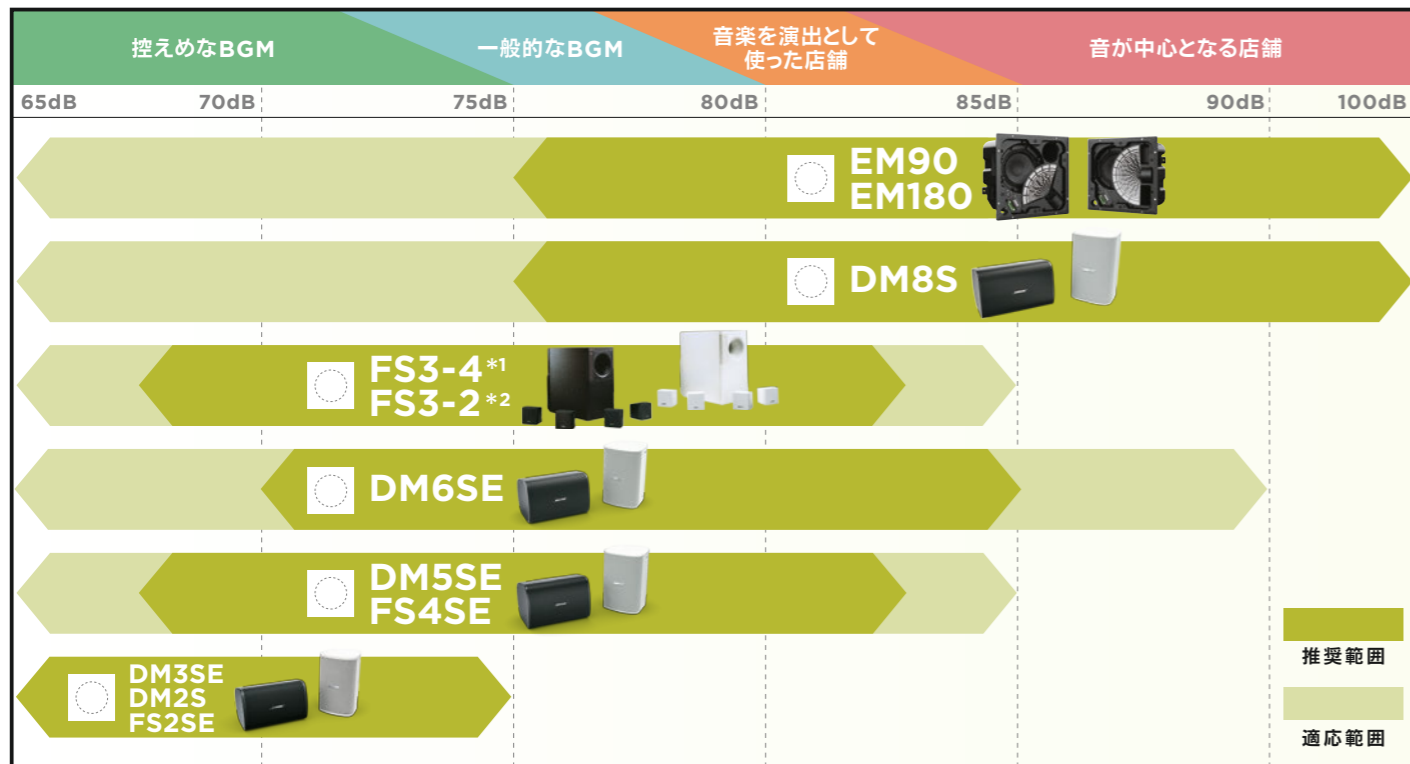 控えめなBGM
一般的なBGM
音楽を演出として
使った店舗
音が中心となる店舗
65dB 70dB 75dB 80dB 85dB 90dB 100dB
EM90
EM180
DM8S
FS3-4*1
FS3-2*2
DM6SE
DM5SE
FS4SE
DM3SE
DM2S
FS2SE
推奨範囲
適応範囲